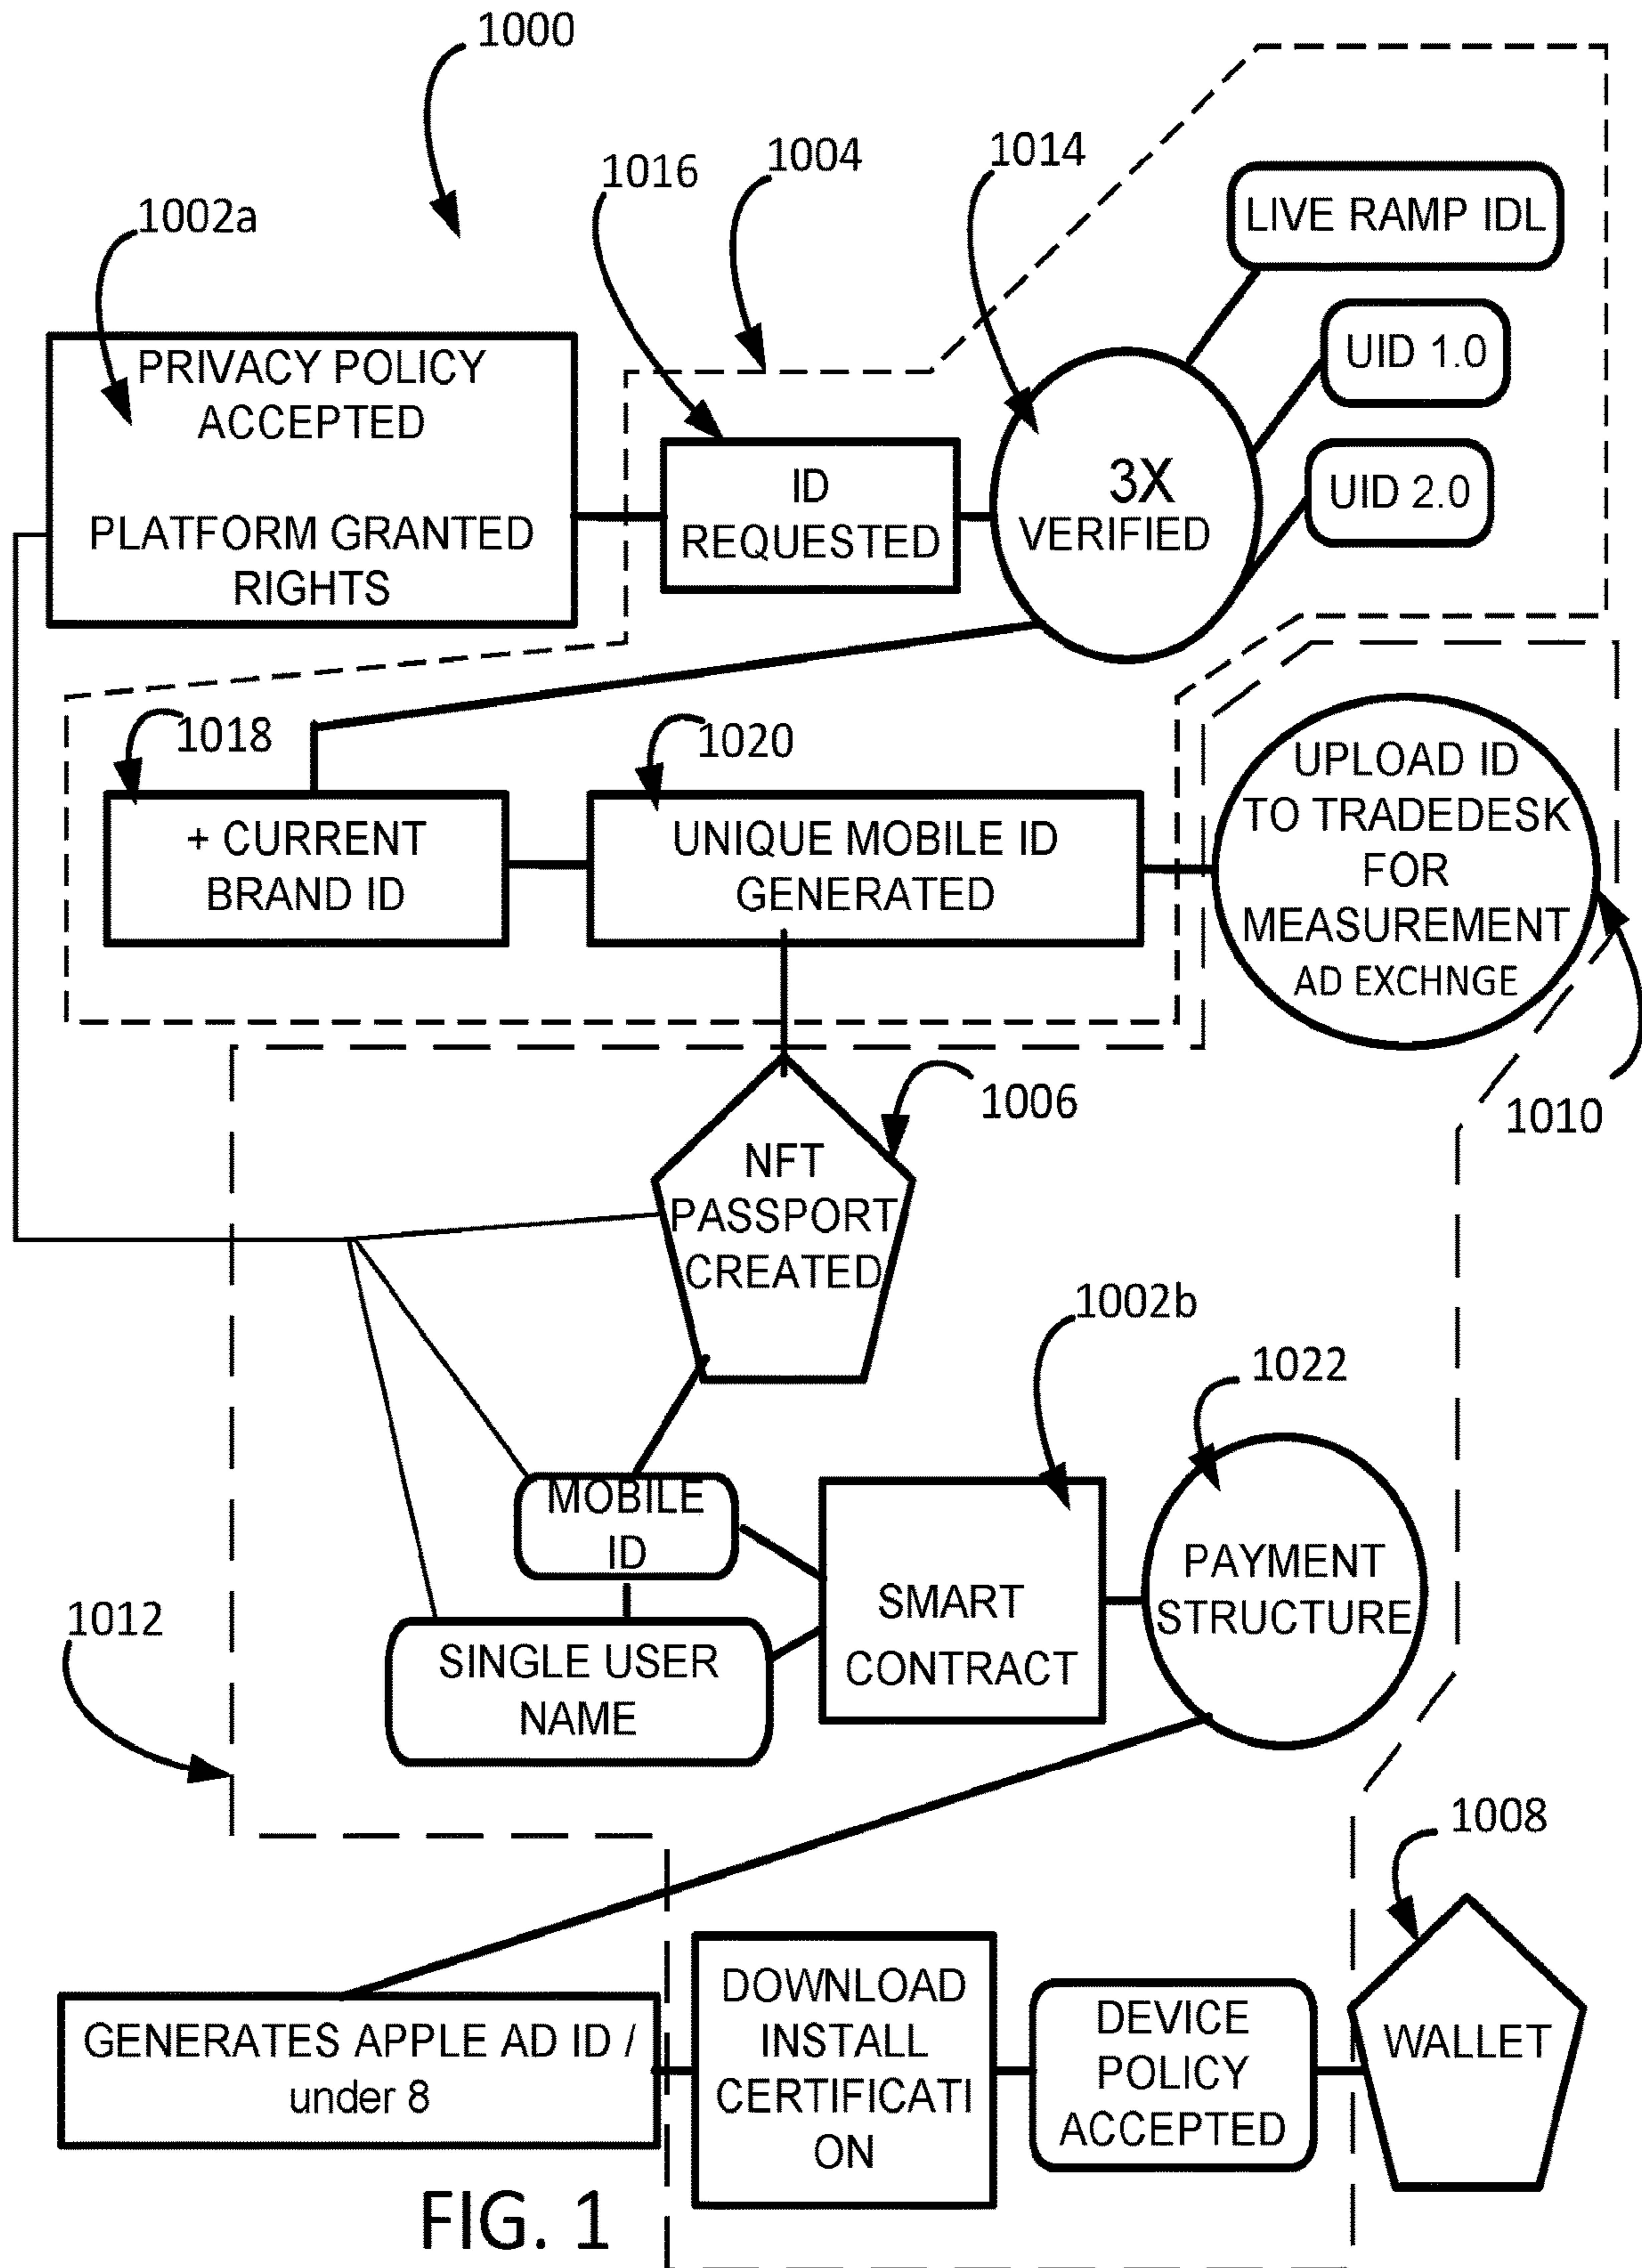 1000
1016
1004
1014
1002a
LIVE RAMP IDL
UID 1.0
UID 2.0
PRIVACY POLICY
ACCEPTED
PLATFORM GRANTED
RIGHTS
ID
REQUESTED
3X
VERIFIED
1018
1020
+ CURRENT
BRAND ID
UNIQUE MOBILE ID
GENERATED
UPLOAD ID
TO TRADEDESK
FOR
MEASUREMENT
AD EXCHNGE
1010
1006
NFT
PASSPORT
CREATED
1002b
1022
MOBILE
ID
SINGLE USER
NAME
SMART
CONTRACT
PAYMENT
STRUCTURE
1012
1008
GENERATES APPLE AD ID /
under 8
DOWNLOAD
INSTALL
CERTIFICATI
ON
DEVICE
POLICY
ACCEPTED
WALLET
FIG. 1